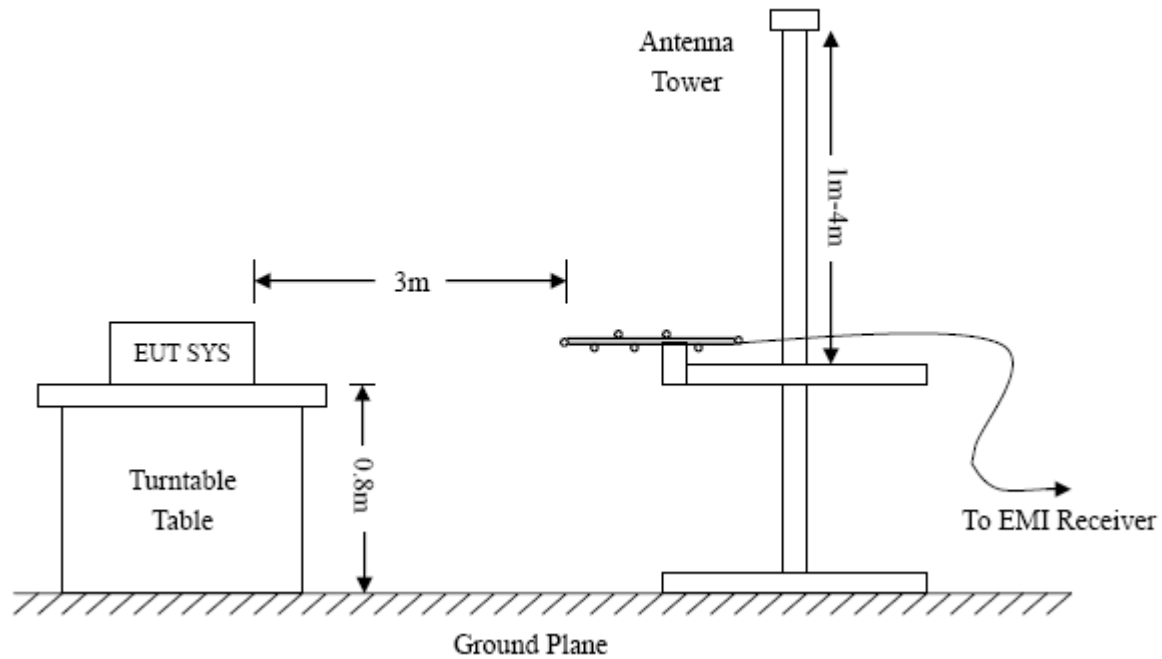 Antenna
Tower
1m-4m
3m
EUT SYS
0.8m
Turntable
Table
To EMI Receiver
Ground Plane